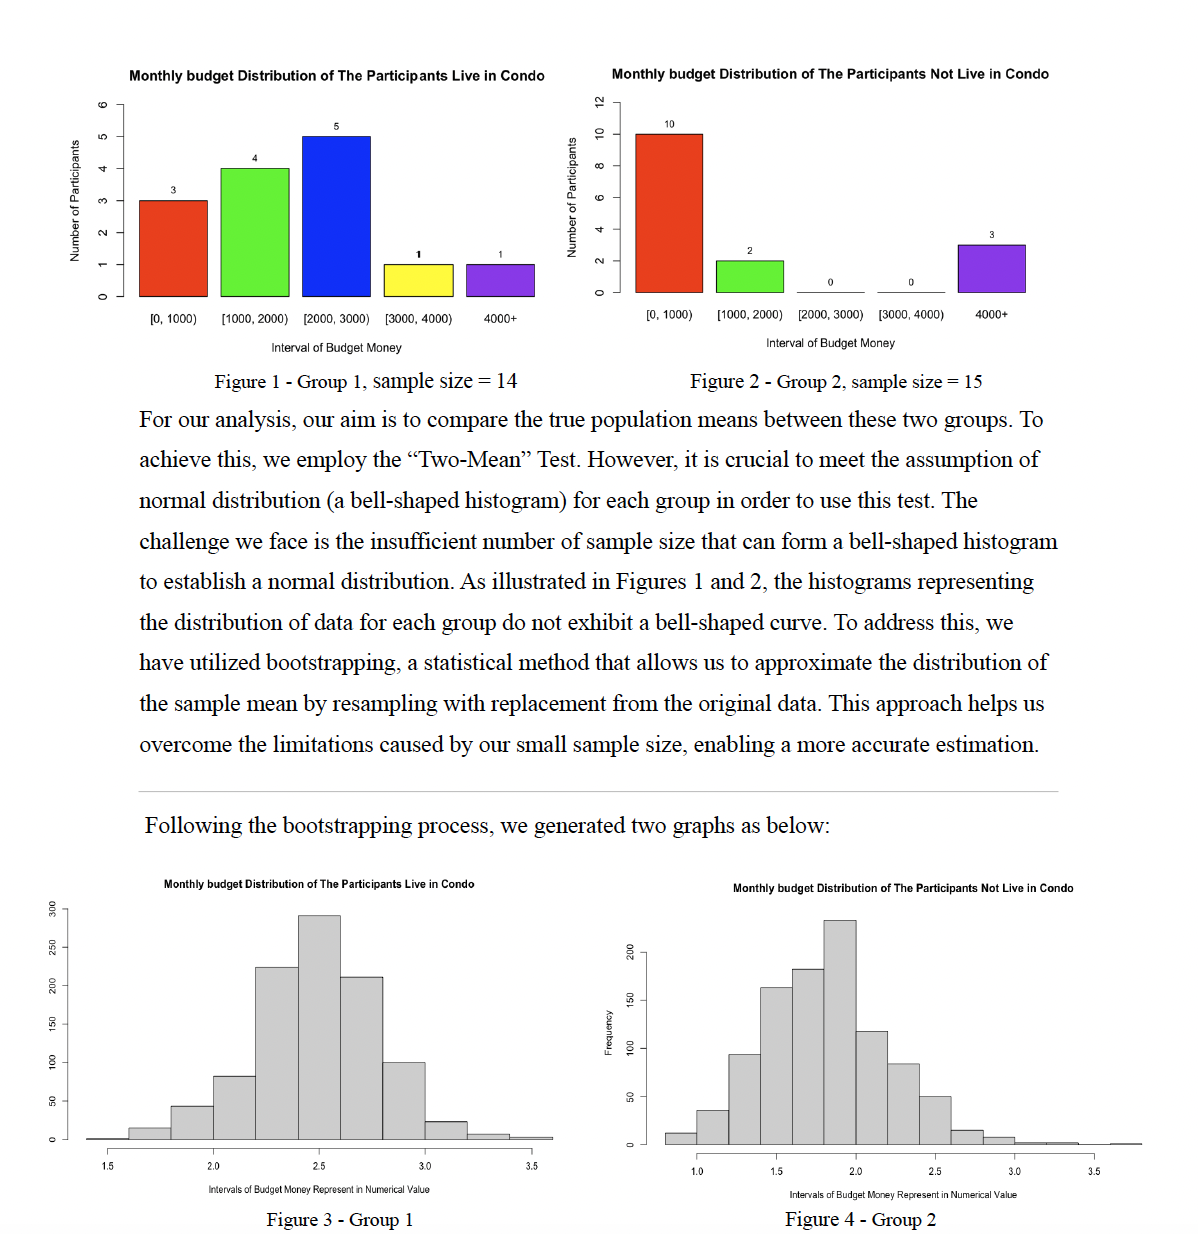 Monthly budget Distribution of The Participants Live in Condo
Number of Participants
0 1 2 3 4 5 6
3 4 5 1 1
[0, 1000) [1000, 2000) [2000, 3000) [3000, 4000) 4000+
Interval of Budget Money
Figure 1 - Group 1, sample size = 14
Monthly budget Distribution of The Participants Not Live in Condo
Number of Participants
0 2 4 6 8 10 12
10 2 0 0 3
[0, 1000) [1000, 2000) [2000, 3000) [3000, 4000) 4000+
Interval of Budget Money
Figure 2 - Group 2, sample size = 15
For our analysis, our aim is to compare the true population means between these two groups. To
achieve this, we employ the “Two-Mean” Test. However, it is crucial to meet the assumption of
normal distribution (a bell-shaped histogram) for each group in order to use this test. The
challenge we face is the insufficient number of sample size that can form a bell-shaped histogram
to establish a normal distribution. As illustrated in Figures 1 and 2, the histograms representing
the distribution of data for each group do not exhibit a bell-shaped curve. To address this, we
have utilized bootstrapping, a statistical method that allows us to approximate the distribution of
the sample mean by resampling with replacement from the original data. This approach helps us
overcome the limitations caused by our small sample size, enabling a more accurate estimation.
Following the bootstrapping process, we generated two graphs as below:
Monthly budget Distribution of The Participants Live in Condo
0 50 100 150 200 250 300
1.5 2.0 2.5 3.0 3.5
Intervals of Budget Money Represent in Numerical Value
Figure 3 - Group 1
Monthly budget Distribution of The Participants Not Live in Condo
Frequency
0 50 100 150 200
1.0 1.5 2.0 2.5 3.0 3.5
Intervals of Budget Money Represent in Numerical Value
Figure 4 - Group 2